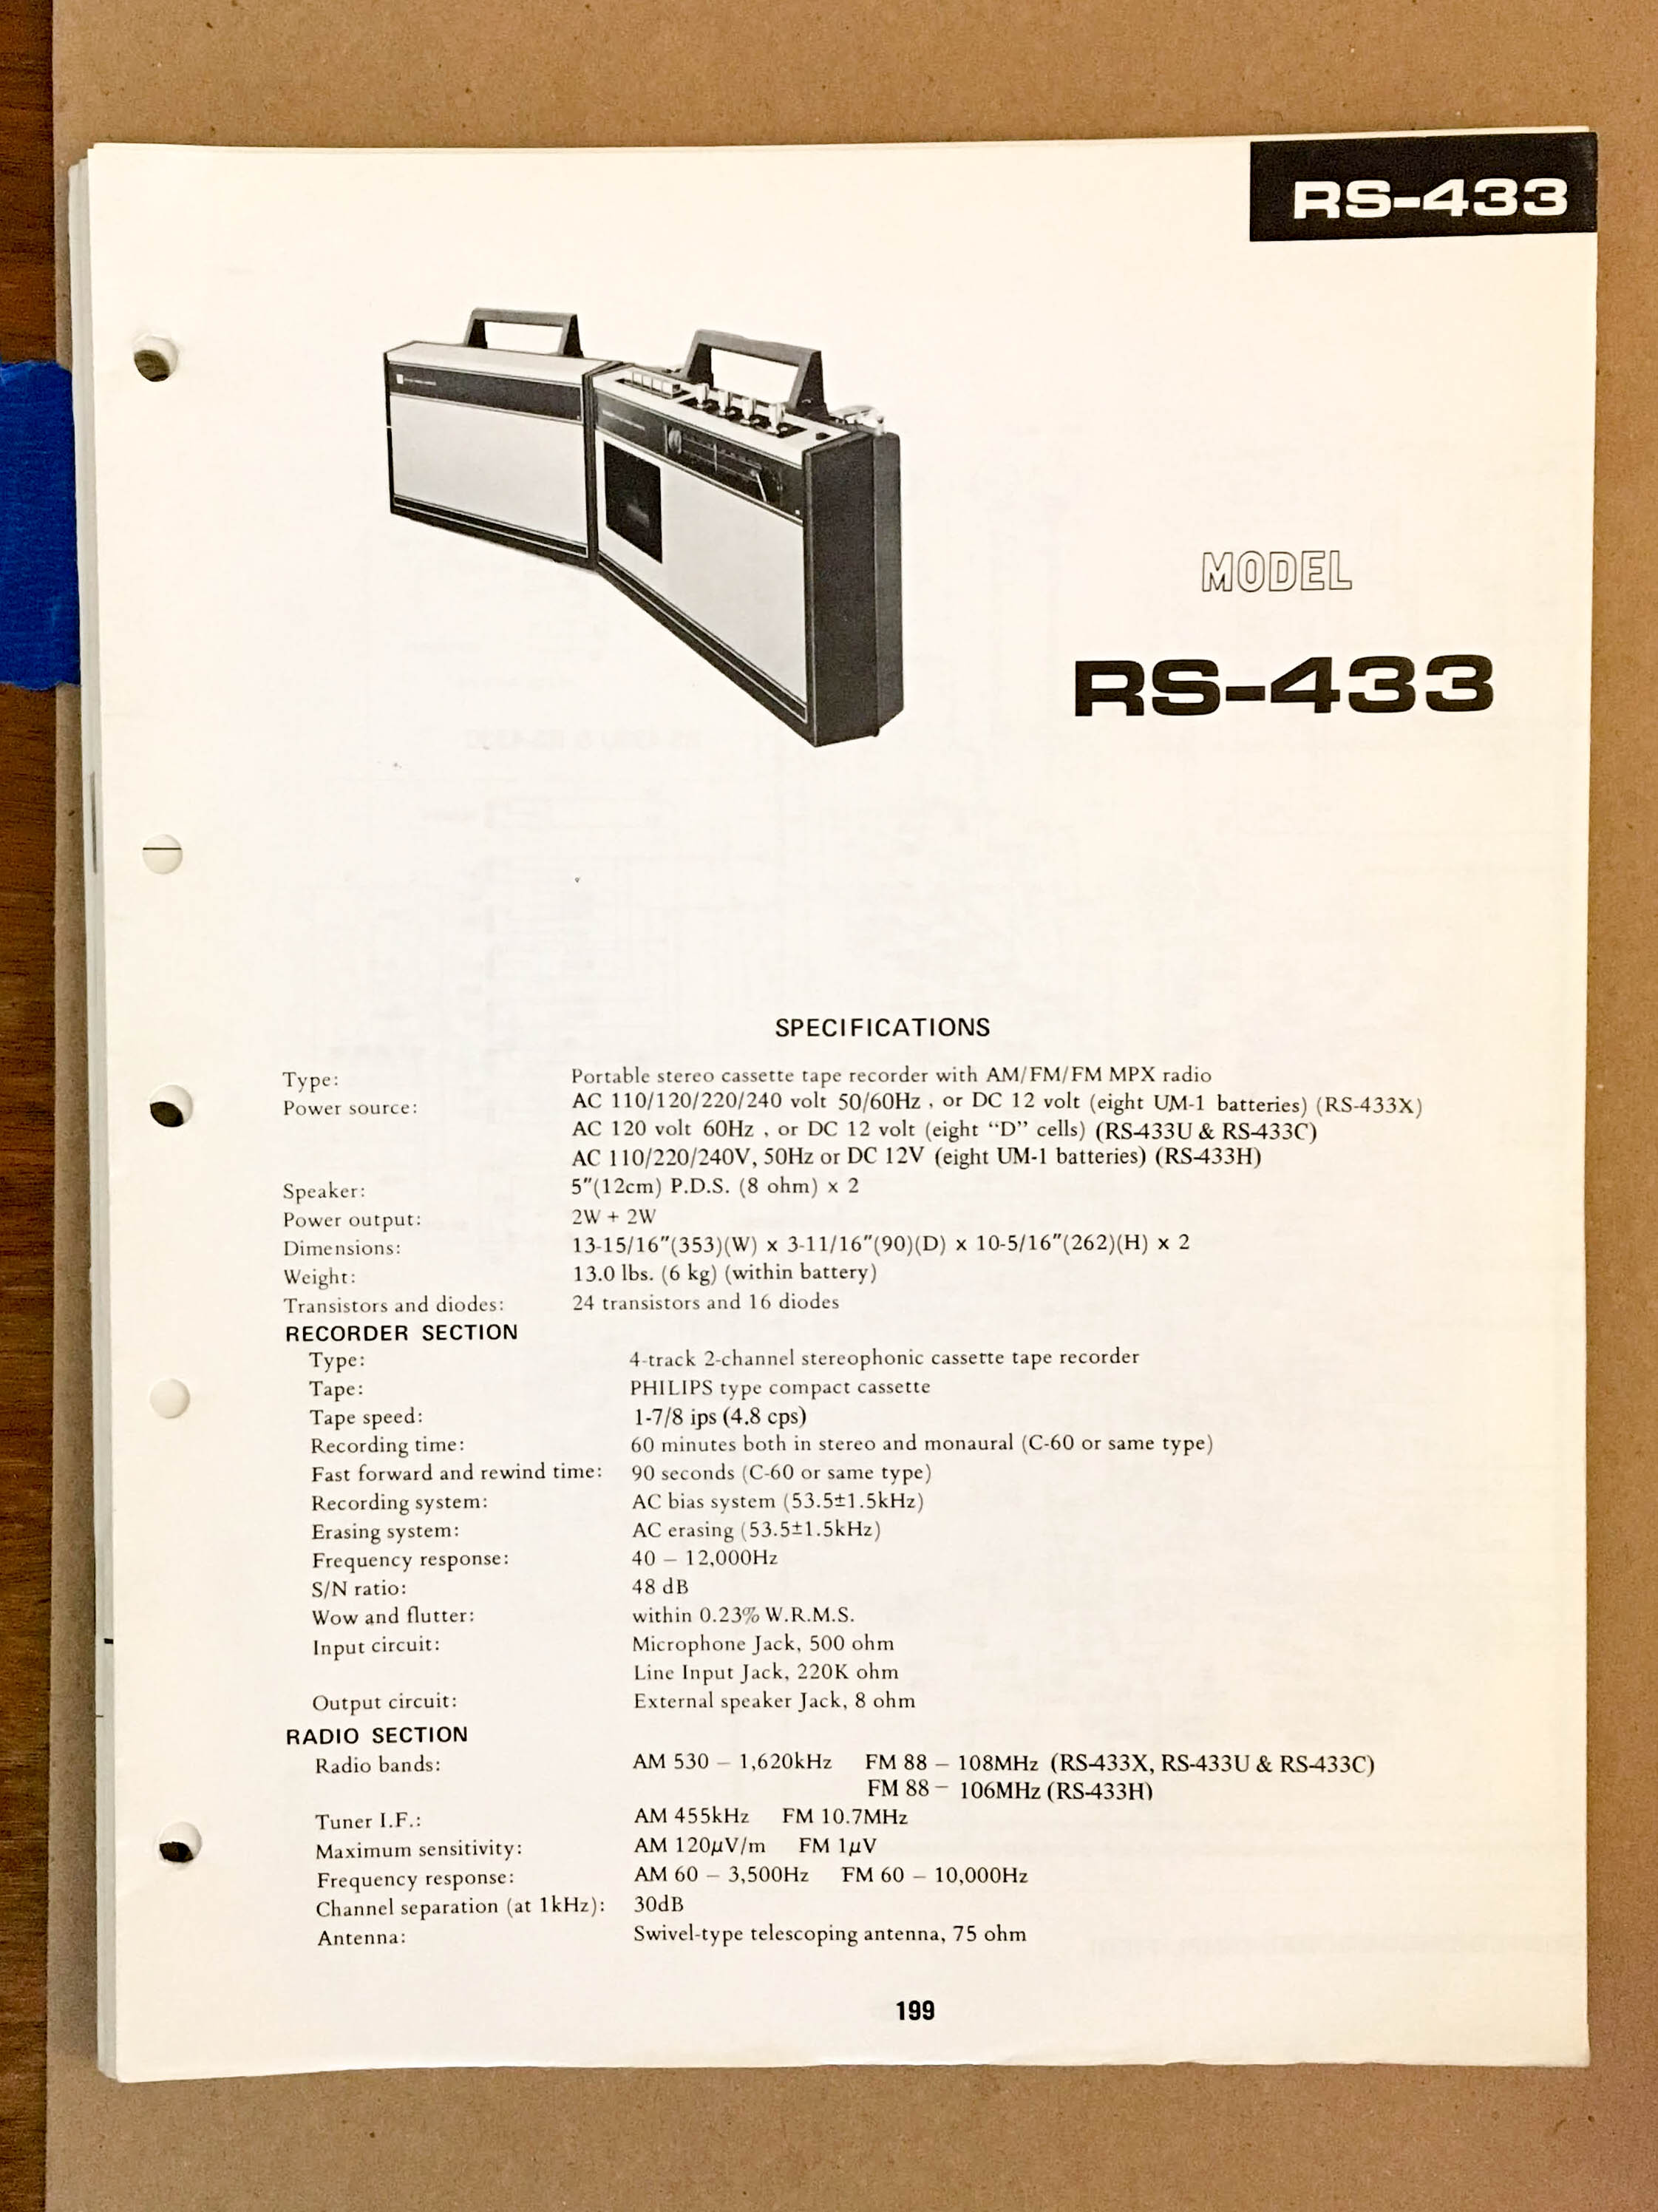 RS-433
MODEL
RS-433
SPECIFICATIONS
Type: Portable stereo cassette tape recorder with AM/FM/FM MPX radio
Power source: AC 110/120/220/240 volt 50/60Hz , or DC 12 volt (eight UM-1 batteries) (RS-433X)
AC 120 volt 60Hz , or DC 12 volt (eight “D” cells) (RS-433U & RS-433C)
AC 110/220/240V, 50Hz or DC 12V (eight UM-1 batteries) (RS-433H)
Speaker: 5″(12cm) P.D.S. (8 ohm) x 2
Power output: 2W + 2W
Dimensions: 13-15/16″(353)(W) x 3-11/16″(90)(D) x 10-5/16″(262)(H) x 2
Weight: 13.0 lbs. (6 kg) (within battery)
Transistors and diodes: 24 transistors and 16 diodes
RECORDER SECTION
Type: 4-track 2-channel stereophonic cassette tape recorder
Tape: PHILIPS type compact cassette
Tape speed: 1-7/8 ips (4.8 cps)
Recording time: 60 minutes both in stereo and monaural (C-60 or same type)
Fast forward and rewind time: 90 seconds (C-60 or same type)
Recording system: AC bias system (53.5±1.5kHz)
Erasing system: AC erasing (53.5±1.5kHz)
Frequency response: 40 – 12,000Hz
S/N ratio: 48 dB
Wow and flutter: within 0.23% W.R.M.S.
Input circuit: Microphone Jack, 500 ohm
Line Input Jack, 220K ohm
Output circuit: External speaker Jack, 8 ohm
RADIO SECTION
Radio bands: AM 530 – 1,620kHz FM 88 – 108MHz (RS-433X, RS-433U & RS-433C)
FM 88 – 106MHz (RS-433H)
Tuner I.F.: AM 455kHz FM 10.7MHz
Maximum sensitivity: AM 120μV/m FM 1μV
Frequency response: AM 60 – 3,500Hz FM 60 – 10,000Hz
Channel separation (at 1kHz): 30dB
Antenna: Swivel-type telescoping antenna, 75 ohm
199